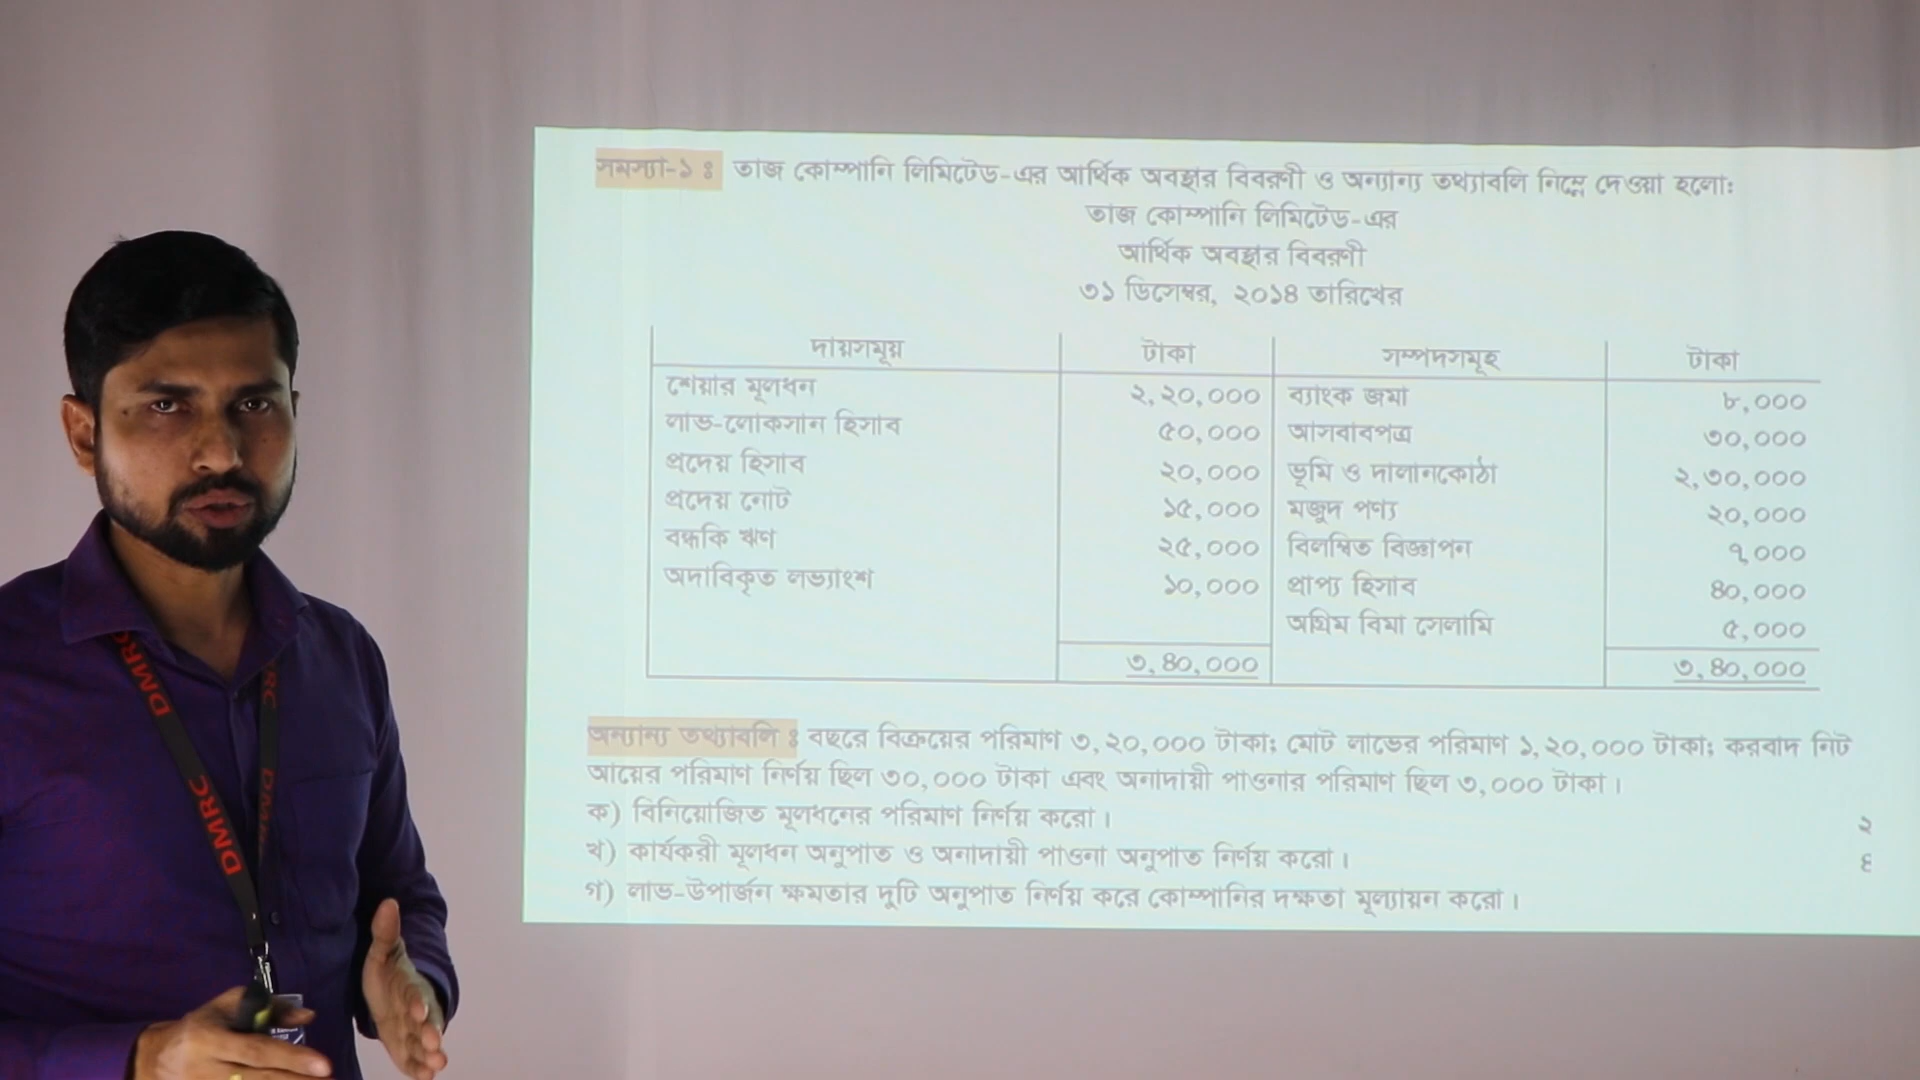 সমস্যা-১ ঃ তাজ কোম্পানি লিমিটেড-এর আর্থিক অবস্থার বিবরণী ও অন্যান্য তথ্যাবলি নিম্নে দেওয়া হলো:
তাজ কোম্পানি লিমিটেড-এর
আর্থিক অবস্থার বিবরণী
৩১ ডিসেম্বর, ২০১৪ তারিখের
দায়সমূয় টাকা সম্পদসমূহ টাকা
শেয়ার মূলধন ২,২০,০০০ ব্যাংক জমা ৮,০০০
লাভ-লোকসান হিসাব ৫০,০০০ আসবাবপত্র ৩০,০০০
প্রদেয় হিসাব ২০,০০০ ভূমি ও দালানকোঠা ২,৩০,০০০
প্রদেয় নোট ১৫,০০০ মজুদ পণ্য ২০,০০০
বন্ধকি ঋণ ২৫,০০০ বিলম্বিত বিজ্ঞাপন ৭,০০০
অদাবিকৃত লভ্যাংশ ১০,০০০ প্রাপ্য হিসাব ৪০,০০০
অগ্রিম বিমা সেলামি ৫,০০০
৩,৪০,০০০ ৩,৪০,০০০
অন্যান্য তথ্যাবলি ঃ বছরে বিক্রয়ের পরিমাণ ৩,২০,০০০ টাকা; মোট লাভের পরিমাণ ১,২০,০০০ টাকা; করবাদ নিট
আয়ের পরিমাণ নির্ণয় ছিল ৩০,০০০ টাকা এবং অনাদায়ী পাওনার পরিমাণ ছিল ৩,০০০ টাকা।
ক) বিনিয়োজিত মূলধনের পরিমাণ নির্ণয় করো। ২
খ) কার্যকরী মূলধন অনুপাত ও অনাদায়ী পাওনা অনুপাত নির্ণয় করো। ৪
গ) লাভ-উপার্জন ক্ষমতার দুটি অনুপাত নির্ণয় করে কোম্পানির দক্ষতা মূল্যায়ন করো।
DMRC
DMRC